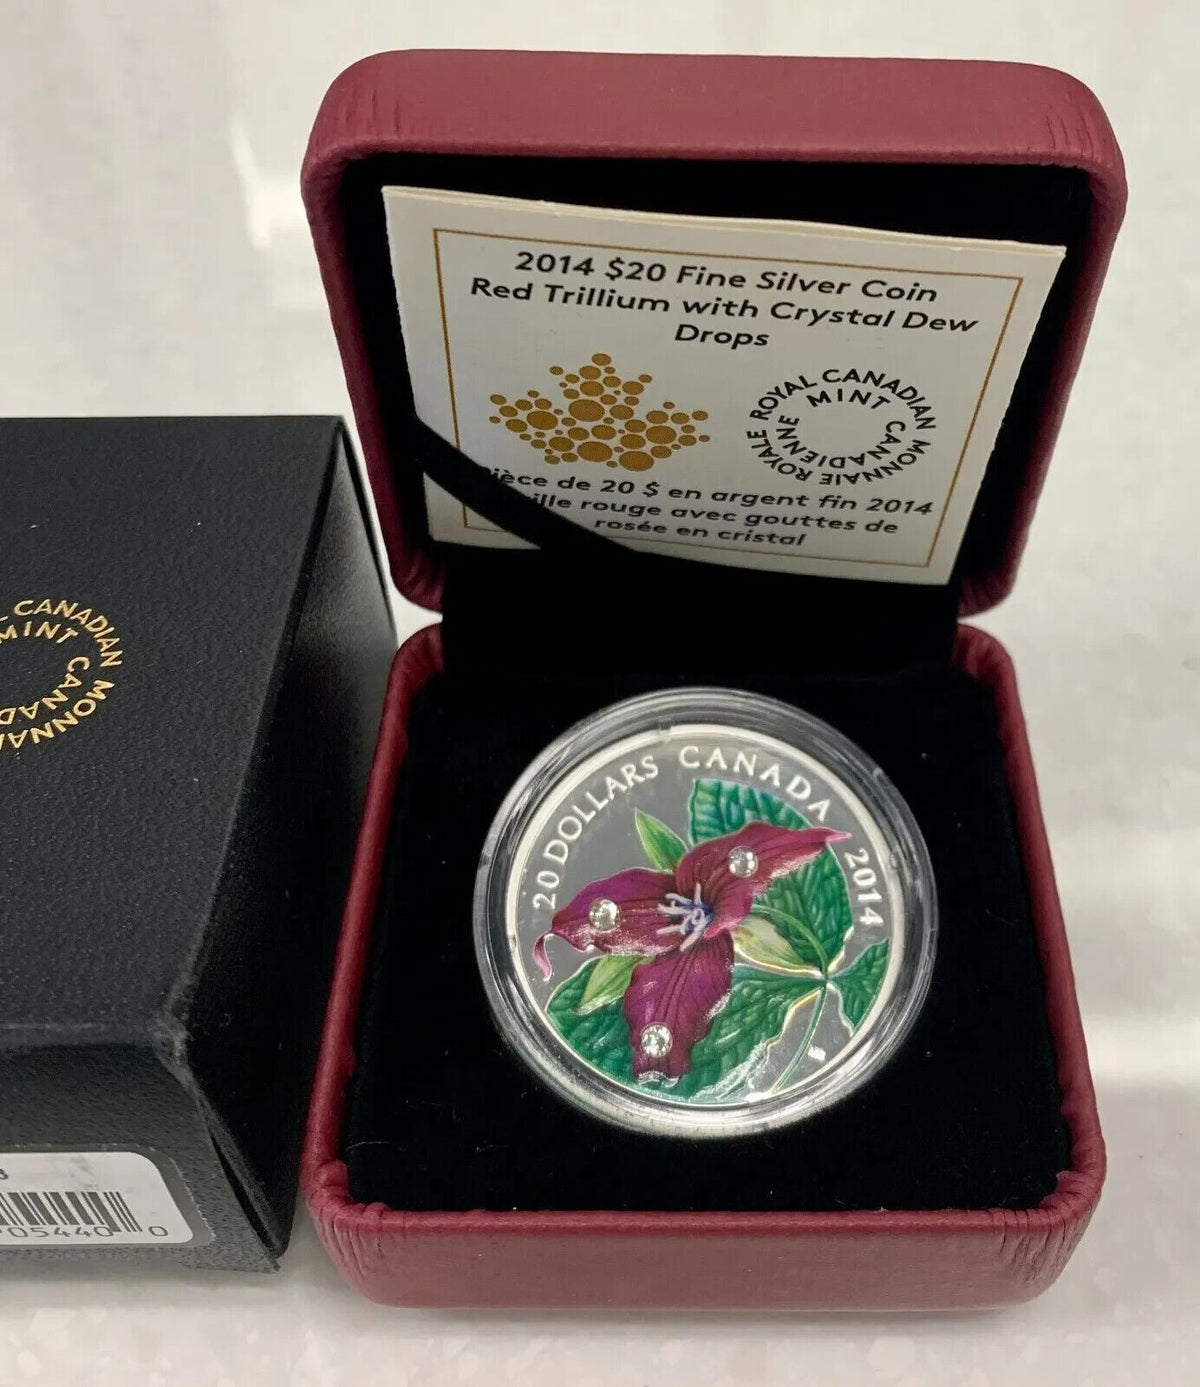 2014 $20 Fine Silver Coin
Red Trillium with Crystal Dew
Drops
ROYAL CANADIAN MINT
MONNAIE ROYALE CANADIENNE
ièce de 20 $ en argent fin 2014
ille rouge avec gouttes de
rosée en cristal
20 DOLLARS CANADA 2014
CANADIAN
MINT
MONNA
CANAD
05440 0